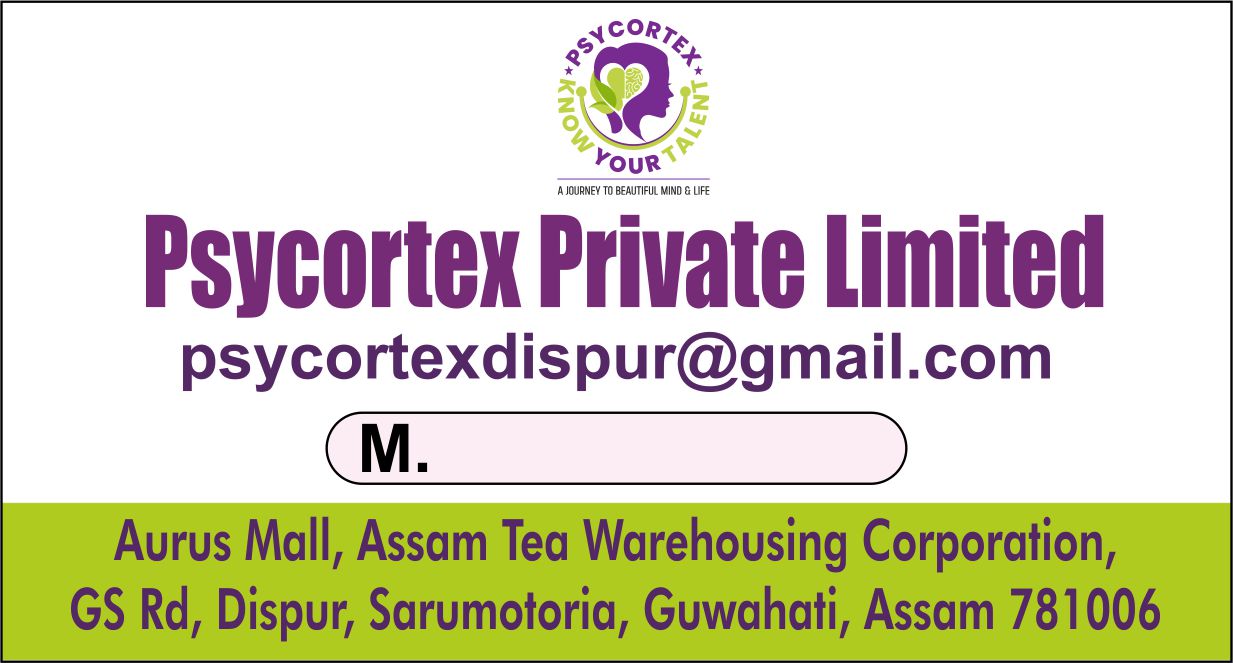 PSYCORTEX
KNOW YOUR TALENT
A JOURNEY TO BEAUTIFUL MIND & LIFE
Psycortex Private Limited
psycortexdispur@gmail.com
M.
Aurus Mall, Assam Tea Warehousing Corporation,
GS Rd, Dispur, Sarumotoria, Guwahati, Assam 781006